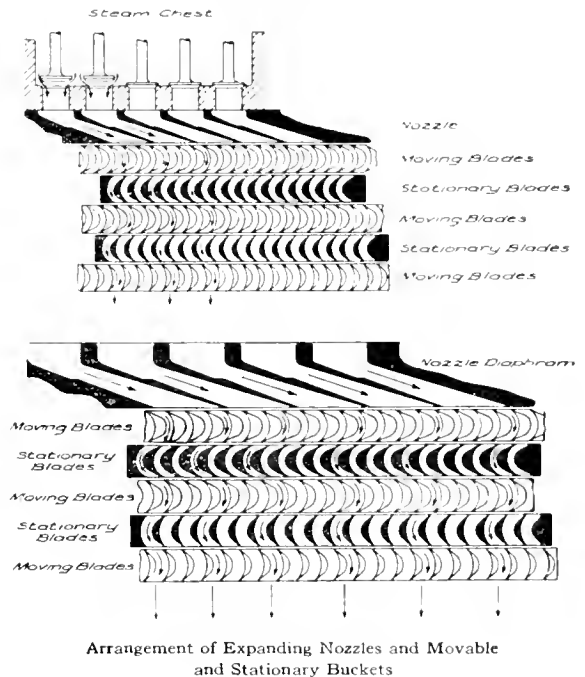 Steam Chest
Nozzle
Moving Blades
Stationary Blades
Moving Blades
Stationary Blades
Moving Blades
Nozzle Diaphram
Moving Blades
Stationary
Blades
Moving Blades
Stationary
Blades
Moving Blades
Arrangement of Expanding Nozzles and Movable
and Stationary Buckets